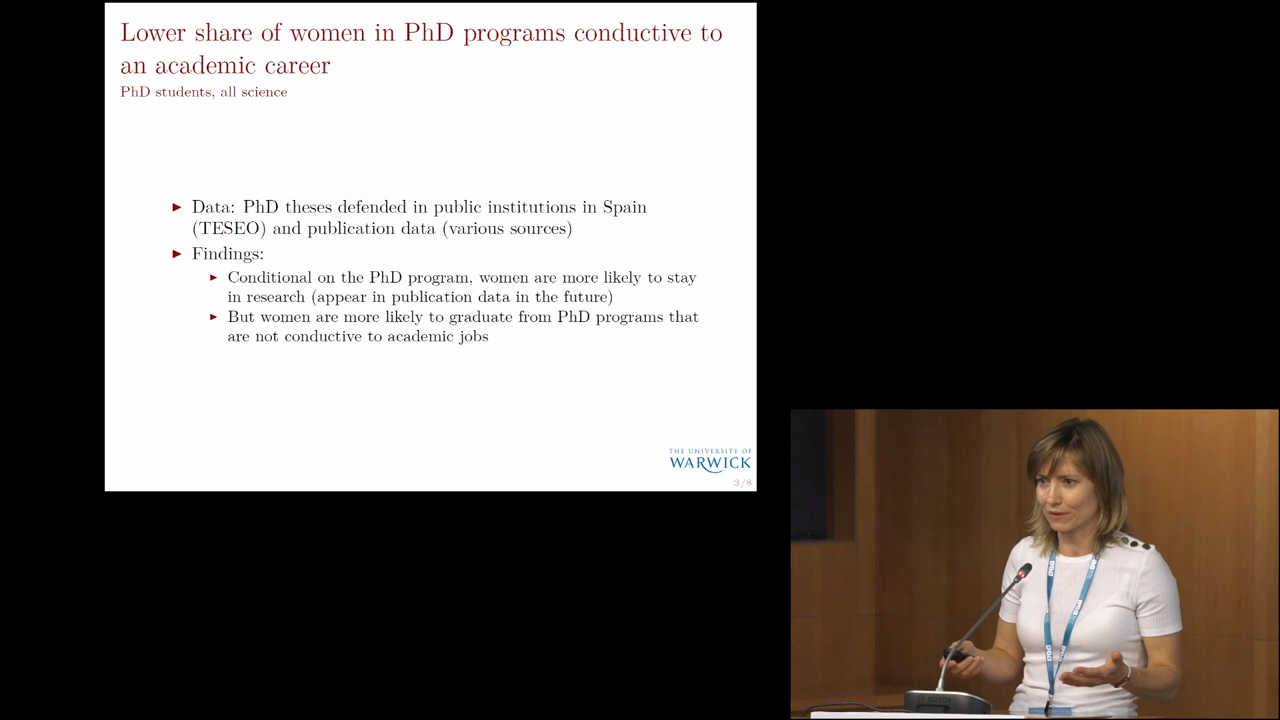 Lower share of women in PhD programs conductive to
an academic career
PhD students, all science
► Data: PhD theses defended in public institutions in Spain
(TESEO) and publication data (various sources)
► Findings:
► Conditional on the PhD program, women are more likely to stay
in research (appear in publication data in the future)
► But women are more likely to graduate from PhD programs that
are not conductive to academic jobs
THE UNIVERSITY OF
WARWICK
3/8
BOSCH